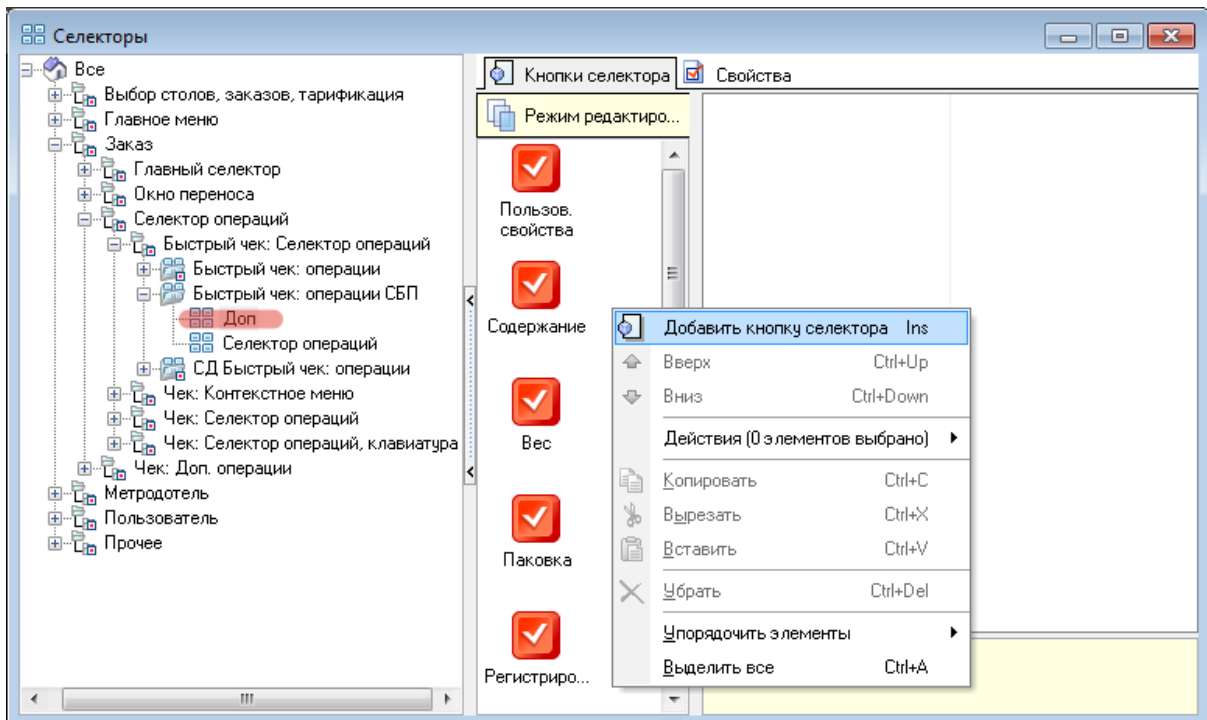 Селекторы
Все
Выбор столов, заказов, тарификация
Главное меню
Заказ
Главный селектор
Окно переноса
Селектор операций
Быстрый чек: Селектор операций
Быстрый чек: операции
Быстрый чек: операции СБП
Доп
Селектор операций
СД Быстрый чек: операции
Чек: Контекстное меню
Чек: Селектор операций
Чек: Селектор операций, клавиатура
Чек: Доп. операции
Метродотель
Пользователь
Прочее
Кнопки селектора Свойства
Режим редактиро...
Пользов.
свойства
Содержание
Вес
Паковка
Регистриро...
Добавить кнопку селектора Ins
Вверх Ctrl+Up
Вниз Ctrl+Down
Действия (0 элементов выбрано)
Копировать Ctrl+C
Вырезать Ctrl+X
Вставить Ctrl+V
Убрать Ctrl+Del
Упорядочить элементы
Выделить все Ctrl+A